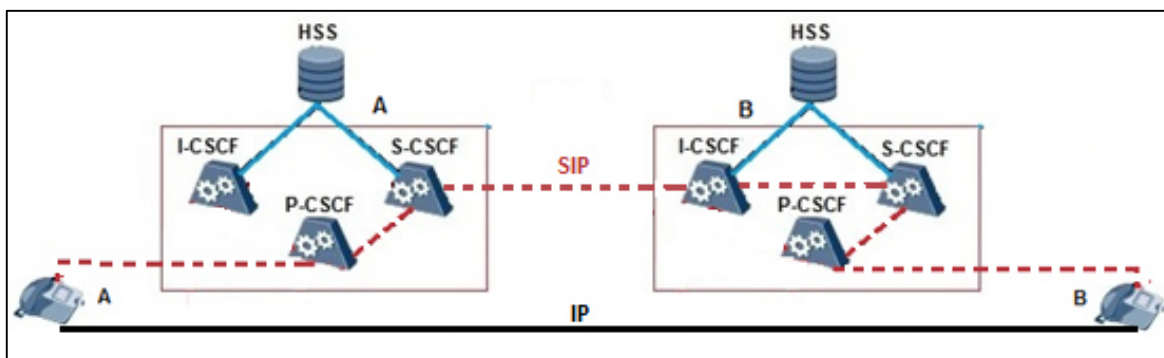 HSS
HSS
A
B
I-CSCF
S-CSCF
I-CSCF
S-CSCF
SIP
P-CSCF
P-CSCF
A
B
IP